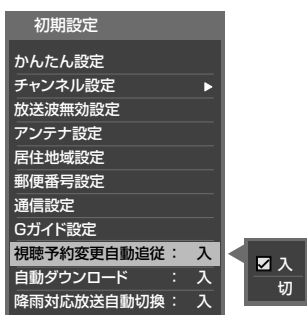 初期設定
かんたん設定
チャンネル設定 ▶
放送波無効設定
アンテナ設定
居住地域設定
郵便番号設定
通信設定
Gガイド設定
視聴予約変更自動追従： 入
自動ダウンロード ： 入
降雨対応放送自動切換： 入
入
切